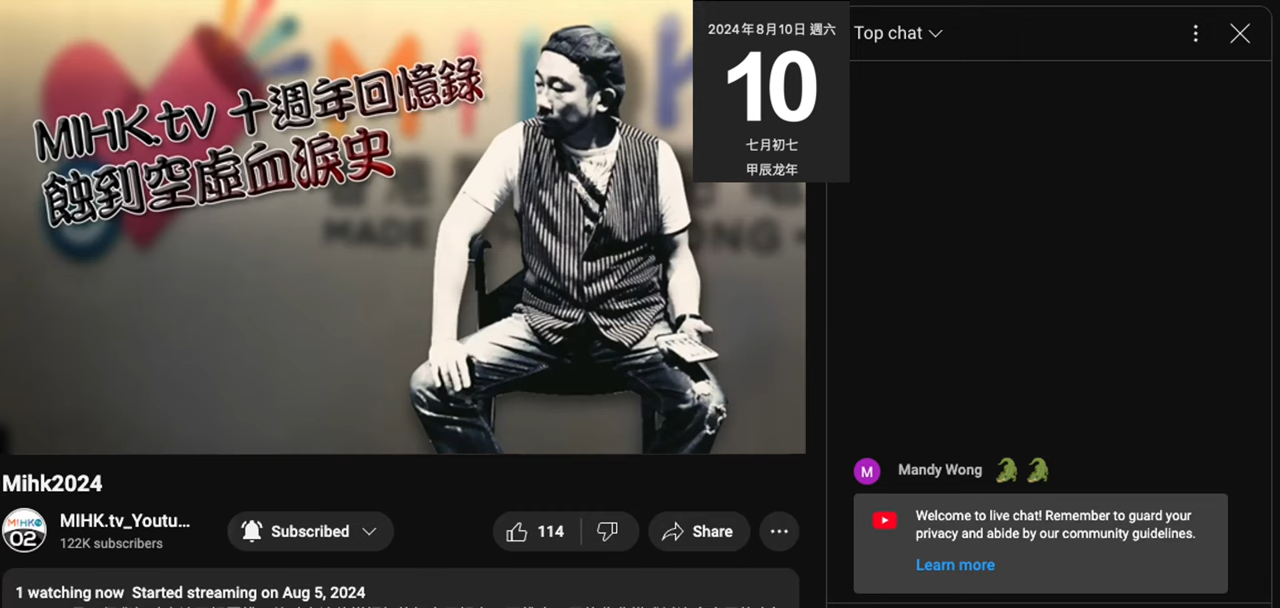 MIHK.tv 十週年回憶錄
蝕到空虛血淚史
MADE
2024年8月10日 週六
10
七月初七
甲辰龙年
Top chat
Mihk2024
MIHK.tv_Youtu...
122K subscribers
Subscribed
114
Share
1 watching now Started streaming on Aug 5, 2024
M
Mandy Wong
Welcome to live chat! Remember to guard your
privacy and abide by our community guidelines.
Learn more